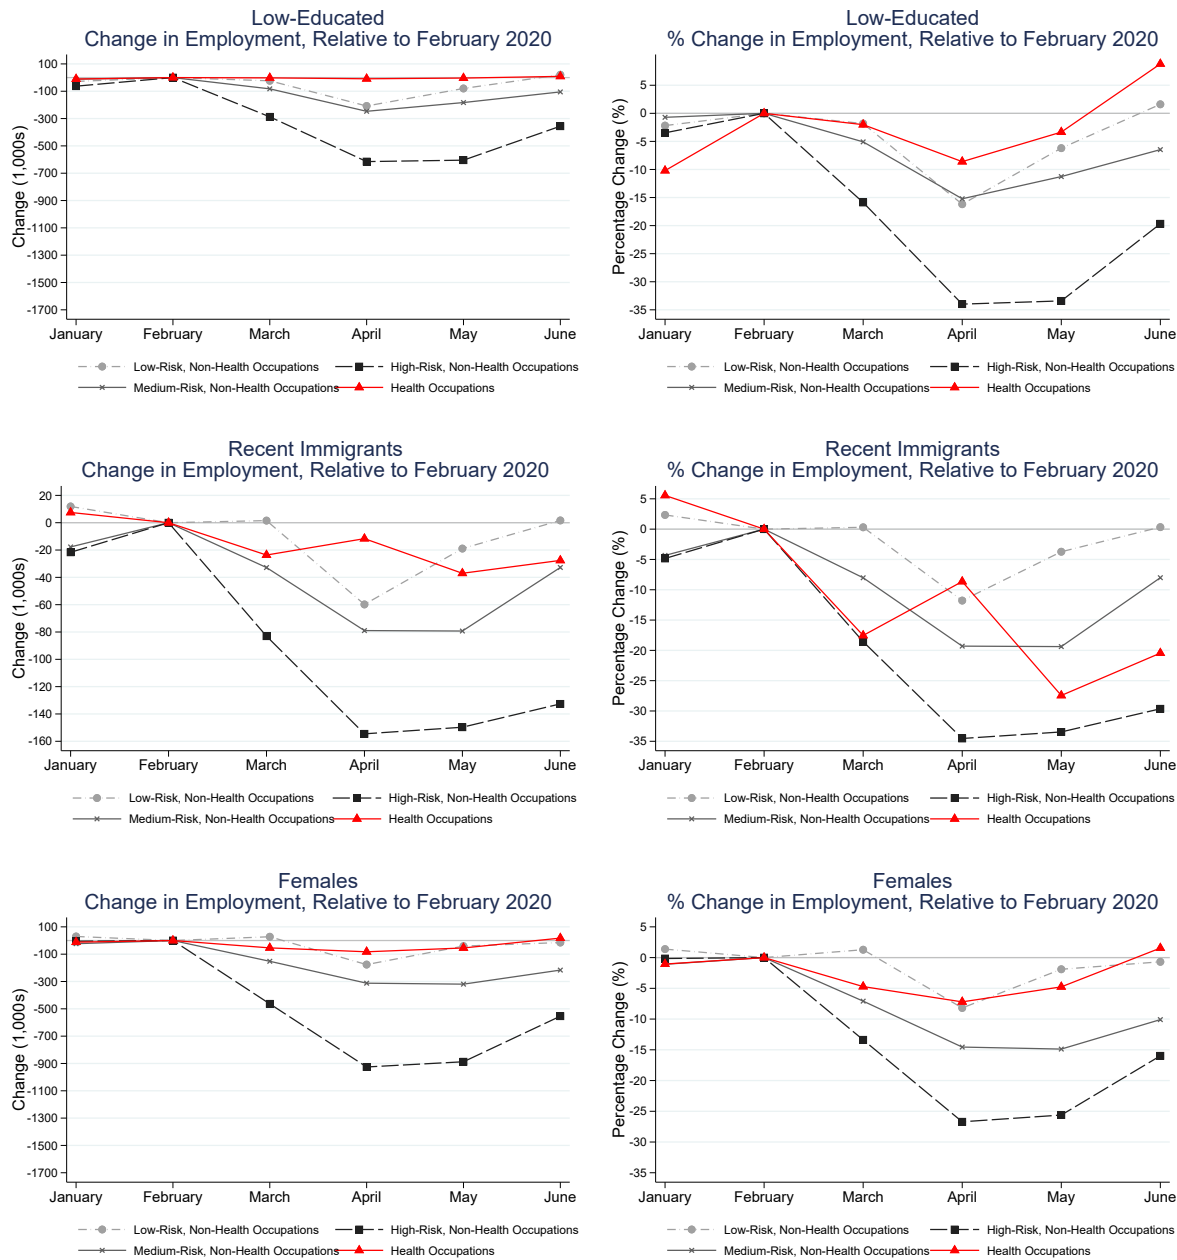 Low-Educated
Change in Employment, Relative to February 2020
Change (1,000s)
100
-100
-300
-500
-700
-900
-1100
-1300
-1500
-1700
January February March April May June
Low-Risk, Non-Health Occupations High-Risk, Non-Health Occupations
Medium-Risk, Non-Health Occupations Health Occupations
Low-Educated
% Change in Employment, Relative to February 2020
Percentage Change (%)
5
0
-5
-10
-15
-20
-25
-30
-35
January February March April May June
Low-Risk, Non-Health Occupations High-Risk, Non-Health Occupations
Medium-Risk, Non-Health Occupations Health Occupations
Recent Immigrants
Change in Employment, Relative to February 2020
Change (1,000s)
20
0
-20
-40
-60
-80
-100
-120
-140
-160
January February March April May June
Low-Risk, Non-Health Occupations High-Risk, Non-Health Occupations
Medium-Risk, Non-Health Occupations Health Occupations
Recent Immigrants
% Change in Employment, Relative to February 2020
Percentage Change (%)
5
0
-5
-10
-15
-20
-25
-30
-35
January February March April May June
Low-Risk, Non-Health Occupations High-Risk, Non-Health Occupations
Medium-Risk, Non-Health Occupations Health Occupations
Females
Change in Employment, Relative to February 2020
Change (1,000s)
100
-100
-300
-500
-700
-900
-1100
-1300
-1500
-1700
January February March April May June
Low-Risk, Non-Health Occupations High-Risk, Non-Health Occupations
Medium-Risk, Non-Health Occupations Health Occupations
Females
% Change in Employment, Relative to February 2020
Percentage Change (%)
5
0
-5
-10
-15
-20
-25
-30
-35
January February March April May June
Low-Risk, Non-Health Occupations High-Risk, Non-Health Occupations
Medium-Risk, Non-Health Occupations Health Occupations